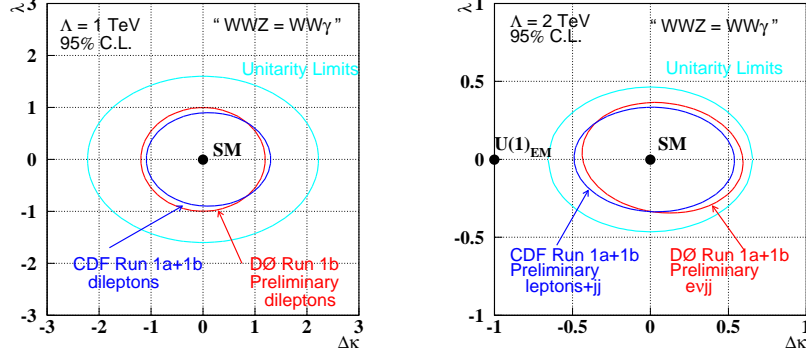 λ
3
2
1
0
-1
-2
-3
Λ = 1 TeV
95% C.L.
“ WWZ = WWγ ”
Unitarity Limits
SM
CDF Run 1a+1b
dileptons
DØ Run 1b
Preliminary
dileptons
-3 -2 -1 0 1 2 3
Δκ
λ
1
0.5
0
-0.5
-1
Λ = 2 TeV
95% C.L.
“ WWZ = WWγ ”
Unitarity Limits
U(1)EM
SM
CDF Run 1a+1b
Preliminary
leptons+jj
DØ Run 1a+1b
Preliminary
eνjj
-1 -0.5 0 0.5 1
Δκ